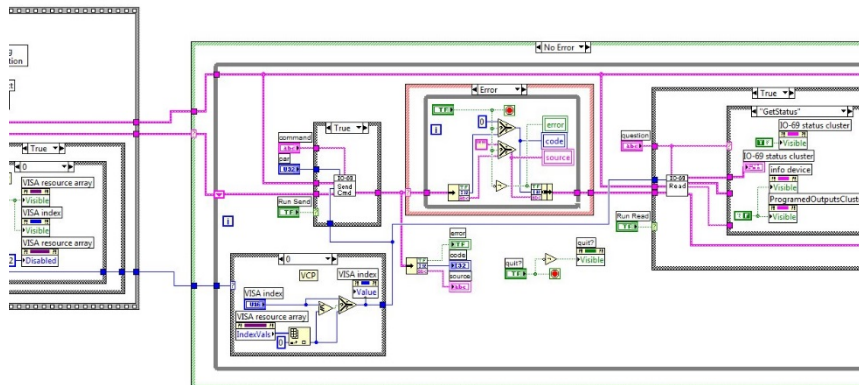 No Error
True
0
VISA resource array
Visible
VISA index
Visible
VISA resource array
Disabled
command
abc
par
U32
Run Send
TF
True
IO-69
Send
Cmd
Error
TF
i
0
error
code
source
error
TF
code
I32
source
abc
quit?
TF
quit?
Visible
i
0
VCP
VISA index
U16
VISA index
Value
VISA resource array
IndexVals
0
question
abc
IO-69
Read
Run Read
TF
True
"GetStatus"
IO-69 status cluster
Visible
IO-69 status cluster
info device
Visible
ProgramedOutputsClust
Visible